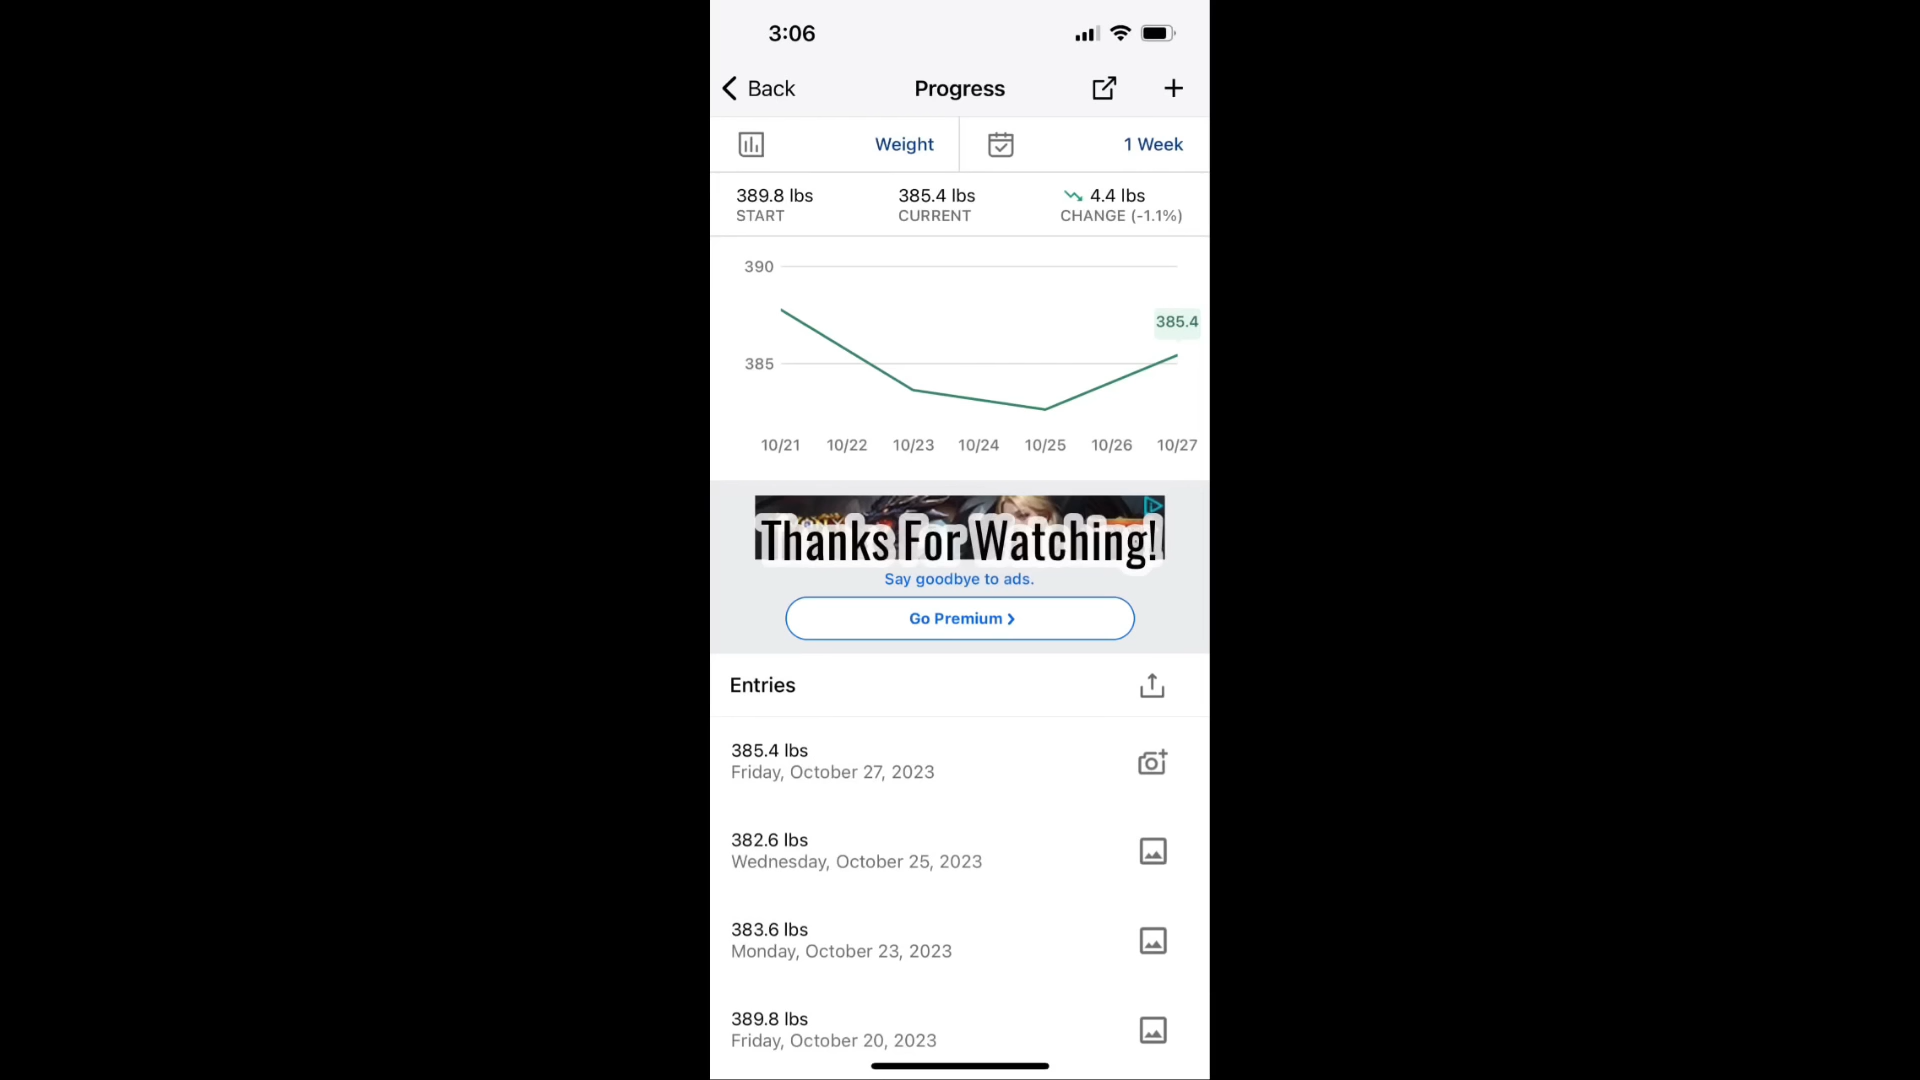 3:06
Back Progress
Weight 1 Week
389.8 lbs 385.4 lbs 4.4 lbs
START CURRENT CHANGE (-1.1%)
390
385.4
385
10/21 10/22 10/23 10/24 10/25 10/26 10/27
Thanks For Watching!
Say goodbye to ads.
Go Premium
Entries
385.4 lbs
Friday, October 27, 2023
382.6 lbs
Wednesday, October 25, 2023
383.6 lbs
Monday, October 23, 2023
389.8 lbs
Friday, October 20, 2023